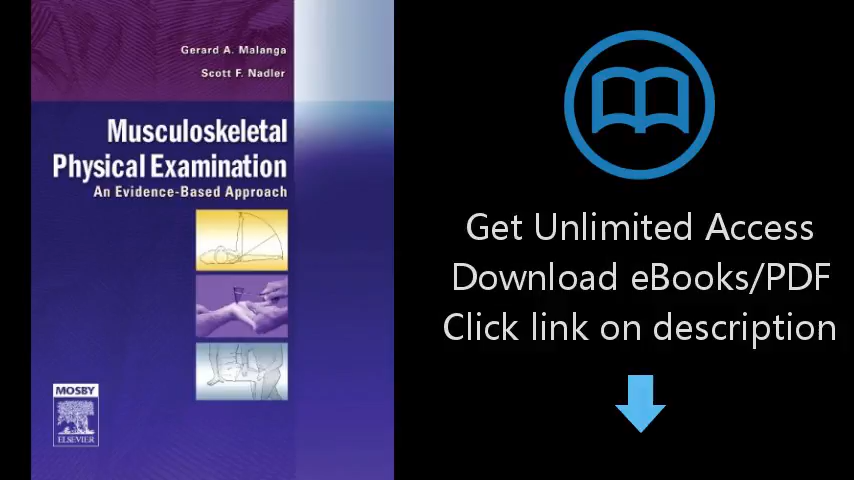 Gerard A. Malanga
Scott F. Nadler
Musculoskeletal
Physical Examination
An Evidence-Based Approach
MOSBY
ELSEVIER
Get Unlimited Access
Download eBooks/PDF
Click link on description